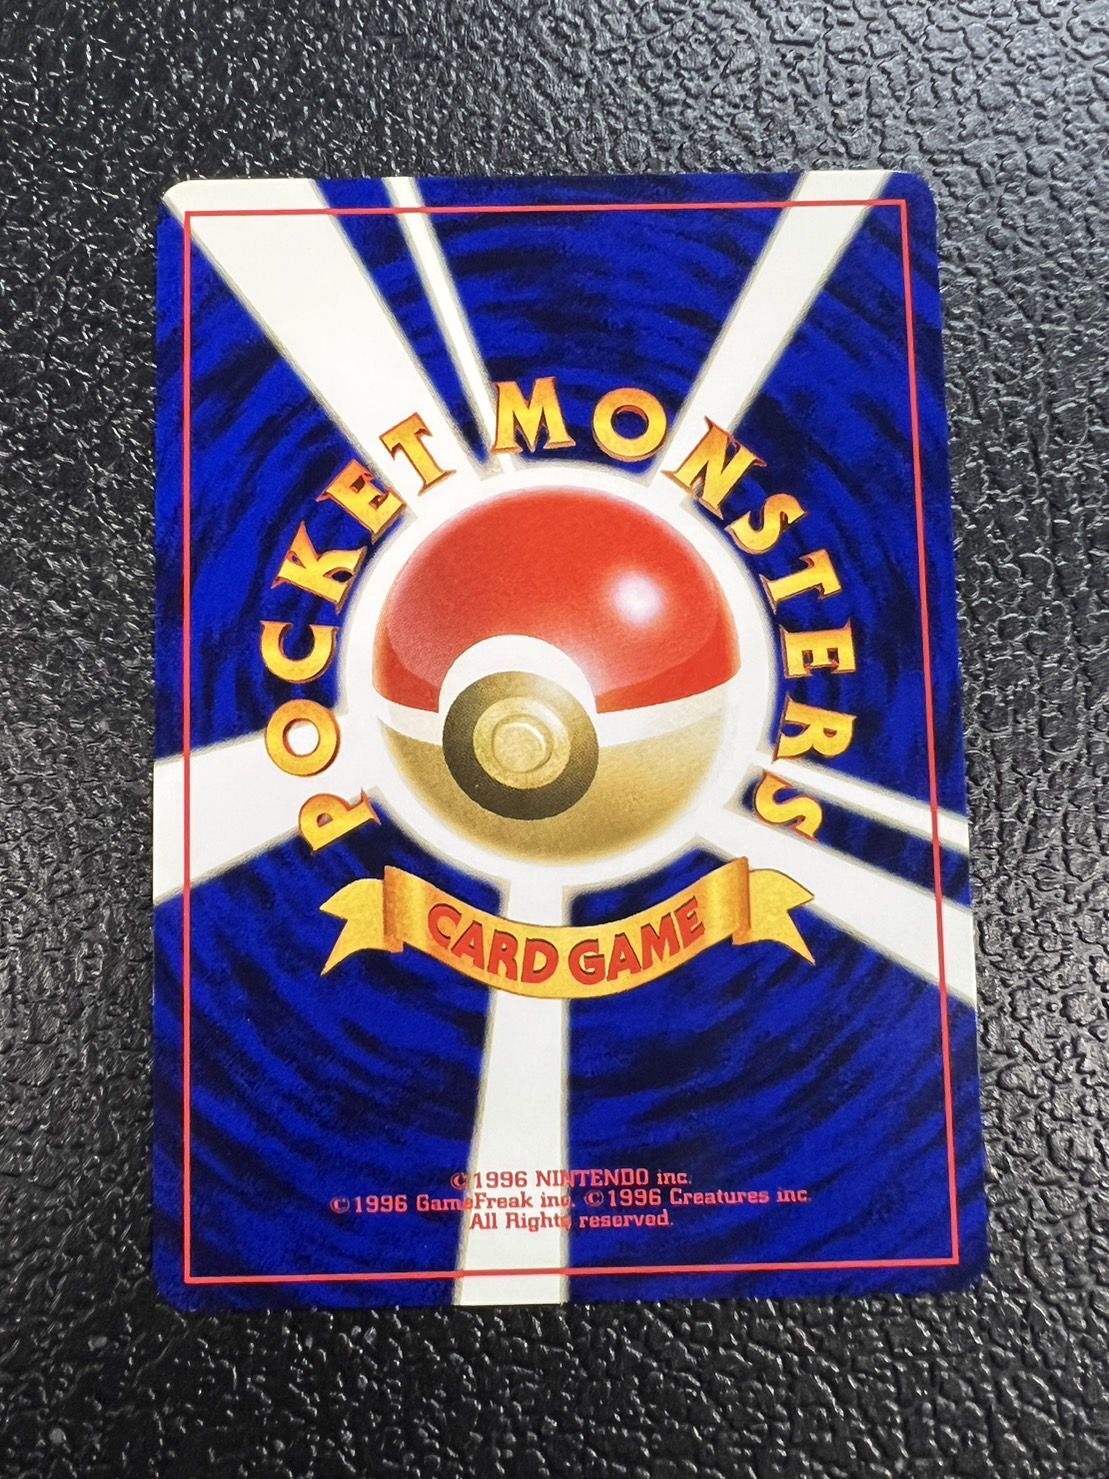 POCKET MONSTERS
CARD GAME
©1996 NINTENDO inc.
©1996 GameFreak inc. ©1996 Creatures inc.
All Rights reserved.